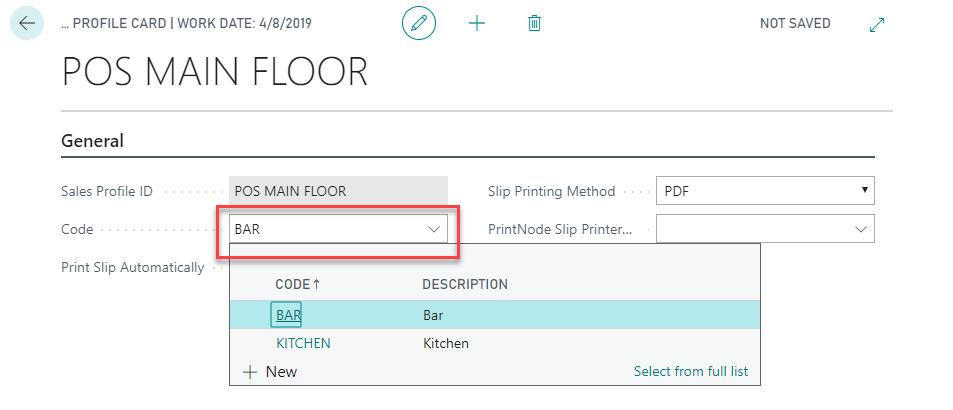 ... PROFILE CARD | WORK DATE: 4/8/2019 NOT SAVED
POS MAIN FLOOR
General
Sales Profile ID POS MAIN FLOOR Slip Printing Method PDF
Code BAR PrintNode Slip Printer...
Print Slip Automatically
CODE↑ DESCRIPTION
BAR Bar
KITCHEN Kitchen
+ New Select from full list